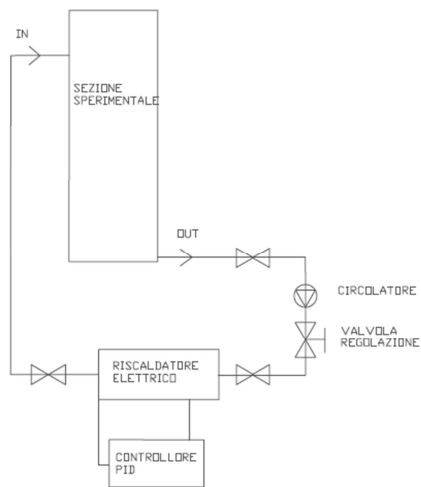 IN
SEZIONE
SPERIMENTALE
OUT
CIRCOLATORE
VALVOLA
REGOLAZIONE
RISCALDATORE
ELETTRICO
CONTROLLORE
PID